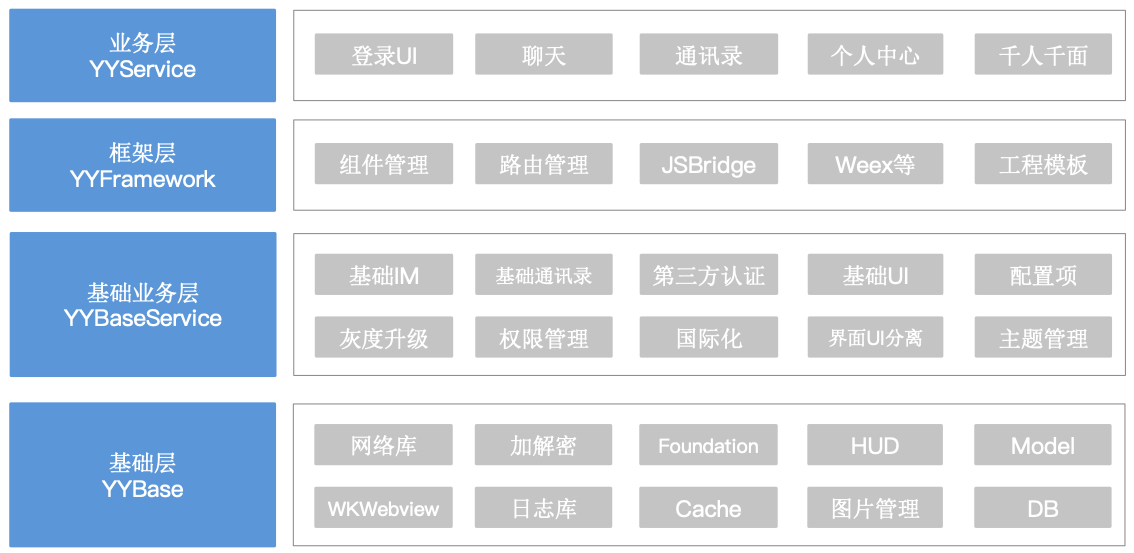 业务层
YYService
登录UI
聊天
通讯录
个人中心
千人千面
框架层
YYFramework
组件管理
路由管理
JSBridge
Weex等
工程模板
基础业务层
YYBaseService
基础IM
基础通讯录
第三方认证
基础UI
配置项
灰度升级
权限管理
国际化
界面UI分离
主题管理
基础层
YYBase
网络库
加解密
Foundation
HUD
Model
WKWebview
日志库
Cache
图片管理
DB